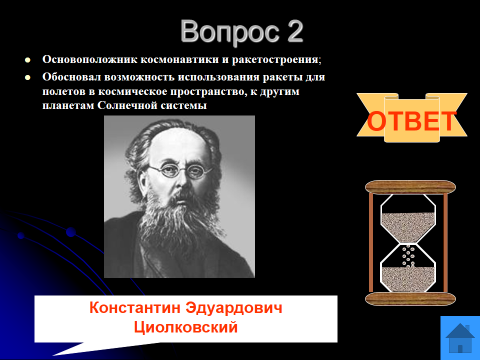 Вопрос 2
Основоположник космонавтики и ракетостроения;
Обосновал возможность использования ракеты для
полетов в космическое пространство, к другим
планетам Солнечной системы
ОТВЕТ
Константин Эдуардович
Циолковский